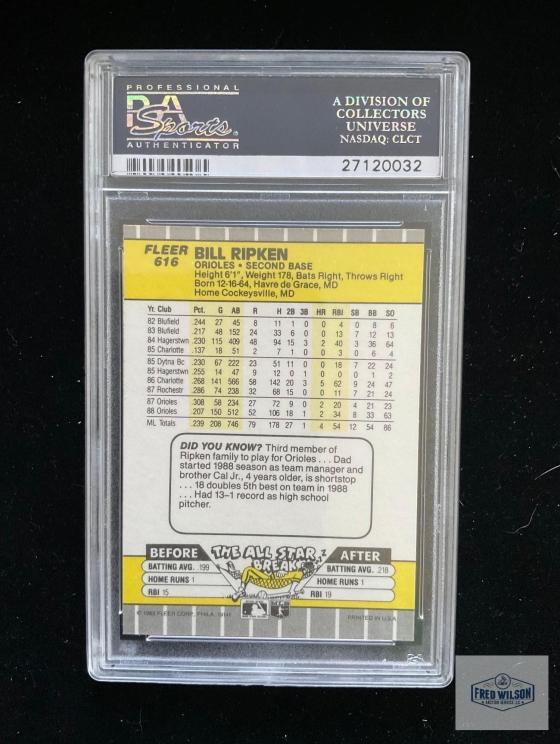 PROFESSIONAL
PSA
Sports
AUTHENTICATOR
A DIVISION OF
COLLECTORS
UNIVERSE
NASDAQ: CLCT
27120032
FLEER
616
BILL RIPKEN
ORIOLES • SECOND BASE
Height 6'1", Weight 178, Bats Right, Throws Right
Born 12-16-64, Havre de Grace, MD
Home Cockeysville, MD
Yr. Club Pct. G AB R H 2B 3B HR RBI SB BB SO
82 Blufield .244 27 45 8 11 1 0 0 4 0 8 6
83 Blufield .217 48 152 24 33 6 0 0 13 7 12 13
84 Hagerstwn .230 115 409 48 94 15 3 2 40 3 36 64
85 Charlotte .137 18 51 2 7 1 0 0 3 0 6 4
85 Dytna Bc .230 67 222 23 51 11 0 0 18 7 22 24
85 Hagerstwn .255 14 47 9 12 0 1 0 0 0 1 2
86 Charlotte .268 141 566 58 142 20 3 5 62 9 24 47
87 Rochestr .286 74 238 32 68 15 0 0 11 7 21 24
87 Orioles .308 58 234 27 72 9 0 2 20 4 21 23
88 Orioles .207 150 512 52 106 18 1 2 34 8 33 63
ML Totals .239 208 746 79 178 27 1 4 54 12 54 86
DID YOU KNOW? Third member of
Ripken family to play for Orioles . . . Dad
started 1988 season as team manager and
brother Cal Jr., 4 years older, is shortstop
. . . 18 doubles 5th best on team in 1988
. . . Had 13–1 record as high school
pitcher.
BEFORE THE ALL STAR BREAK AFTER
BATTING AVG. .199 BATTING AVG. .218
HOME RUNS 1 HOME RUNS 1
RBI 15 RBI 19
FLEER CORP., PHILA. PRINTED IN U.S.A.
FRED WILSON
AUCTION SERVICE, LLC